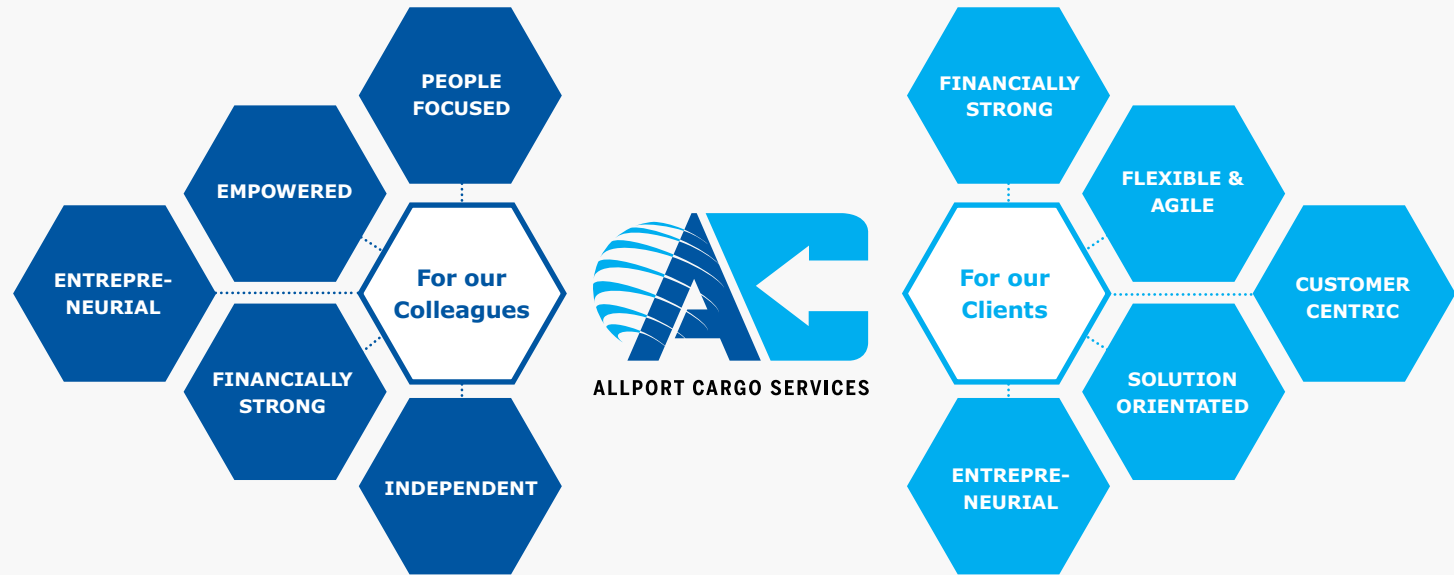 PEOPLE
FOCUSED
EMPOWERED
ENTREPRE-
NEURIAL
FINANCIALLY
STRONG
INDEPENDENT
For our
Colleagues
ALLPORT CARGO SERVICES
For our
Clients
FINANCIALLY
STRONG
FLEXIBLE &
AGILE
CUSTOMER
CENTRIC
SOLUTION
ORIENTATED
ENTREPRE-
NEURIAL